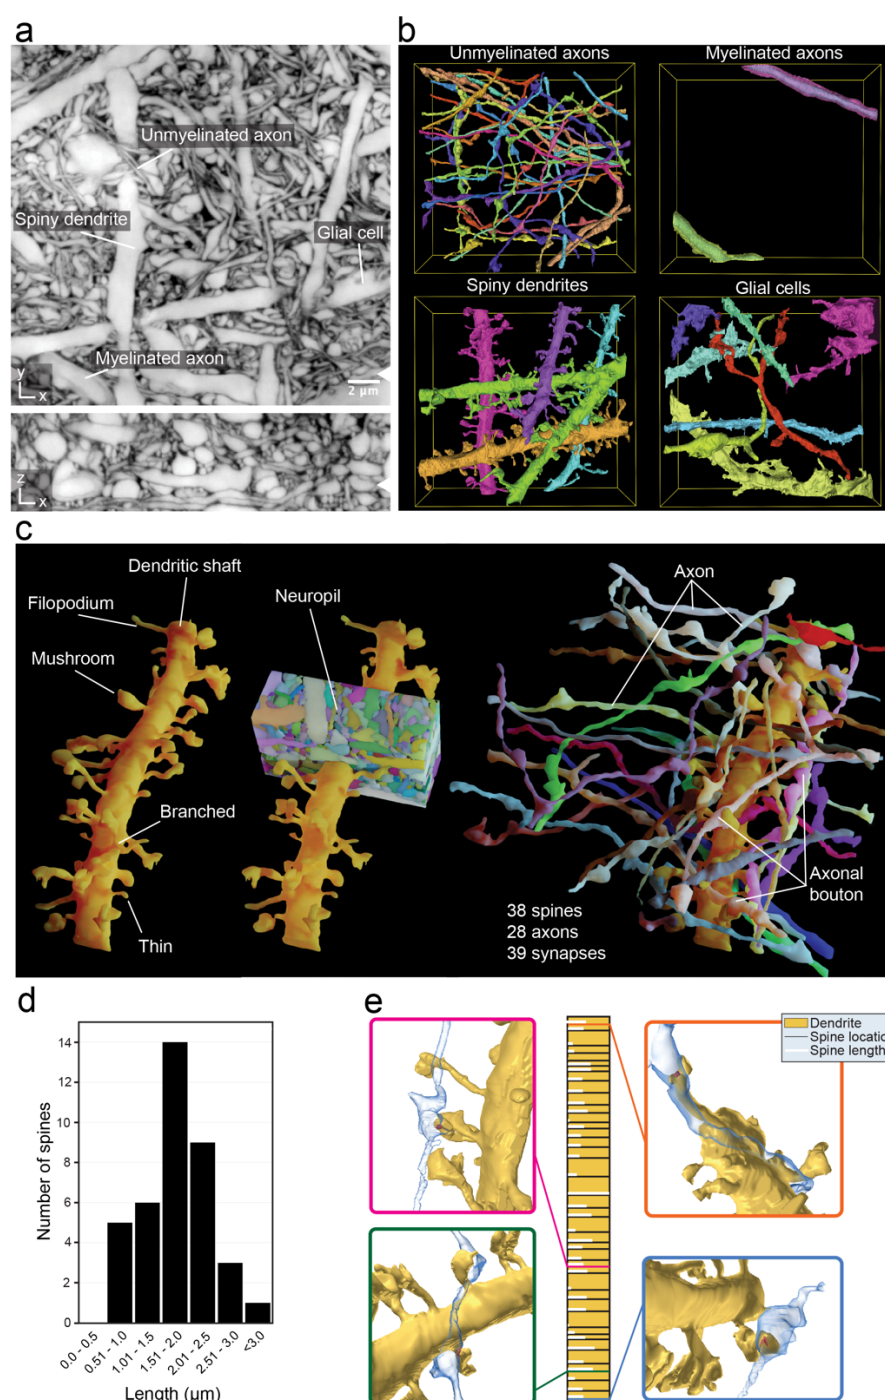 a
Unmyelinated axon
Spiny dendrite
Glial cell
Myelinated axon
y
x
2 µm
z
x
b
Unmyelinated axons
Myelinated axons
Spiny dendrites
Glial cells
c
Dendritic shaft
Filopodium
Mushroom
Branched
Thin
Neuropil
Axon
Axonal
bouton
38 spines
28 axons
39 synapses
d
Number of spines
14
12
10
8
6
4
2
0
0.0 - 0.5
0.51 - 1.0
1.01 - 1.5
1.51 - 2.0
2.01 - 2.5
2.51 - 3.0
<3.0
Length (µm)
e
Dendrite
Spine locatio
Spine length